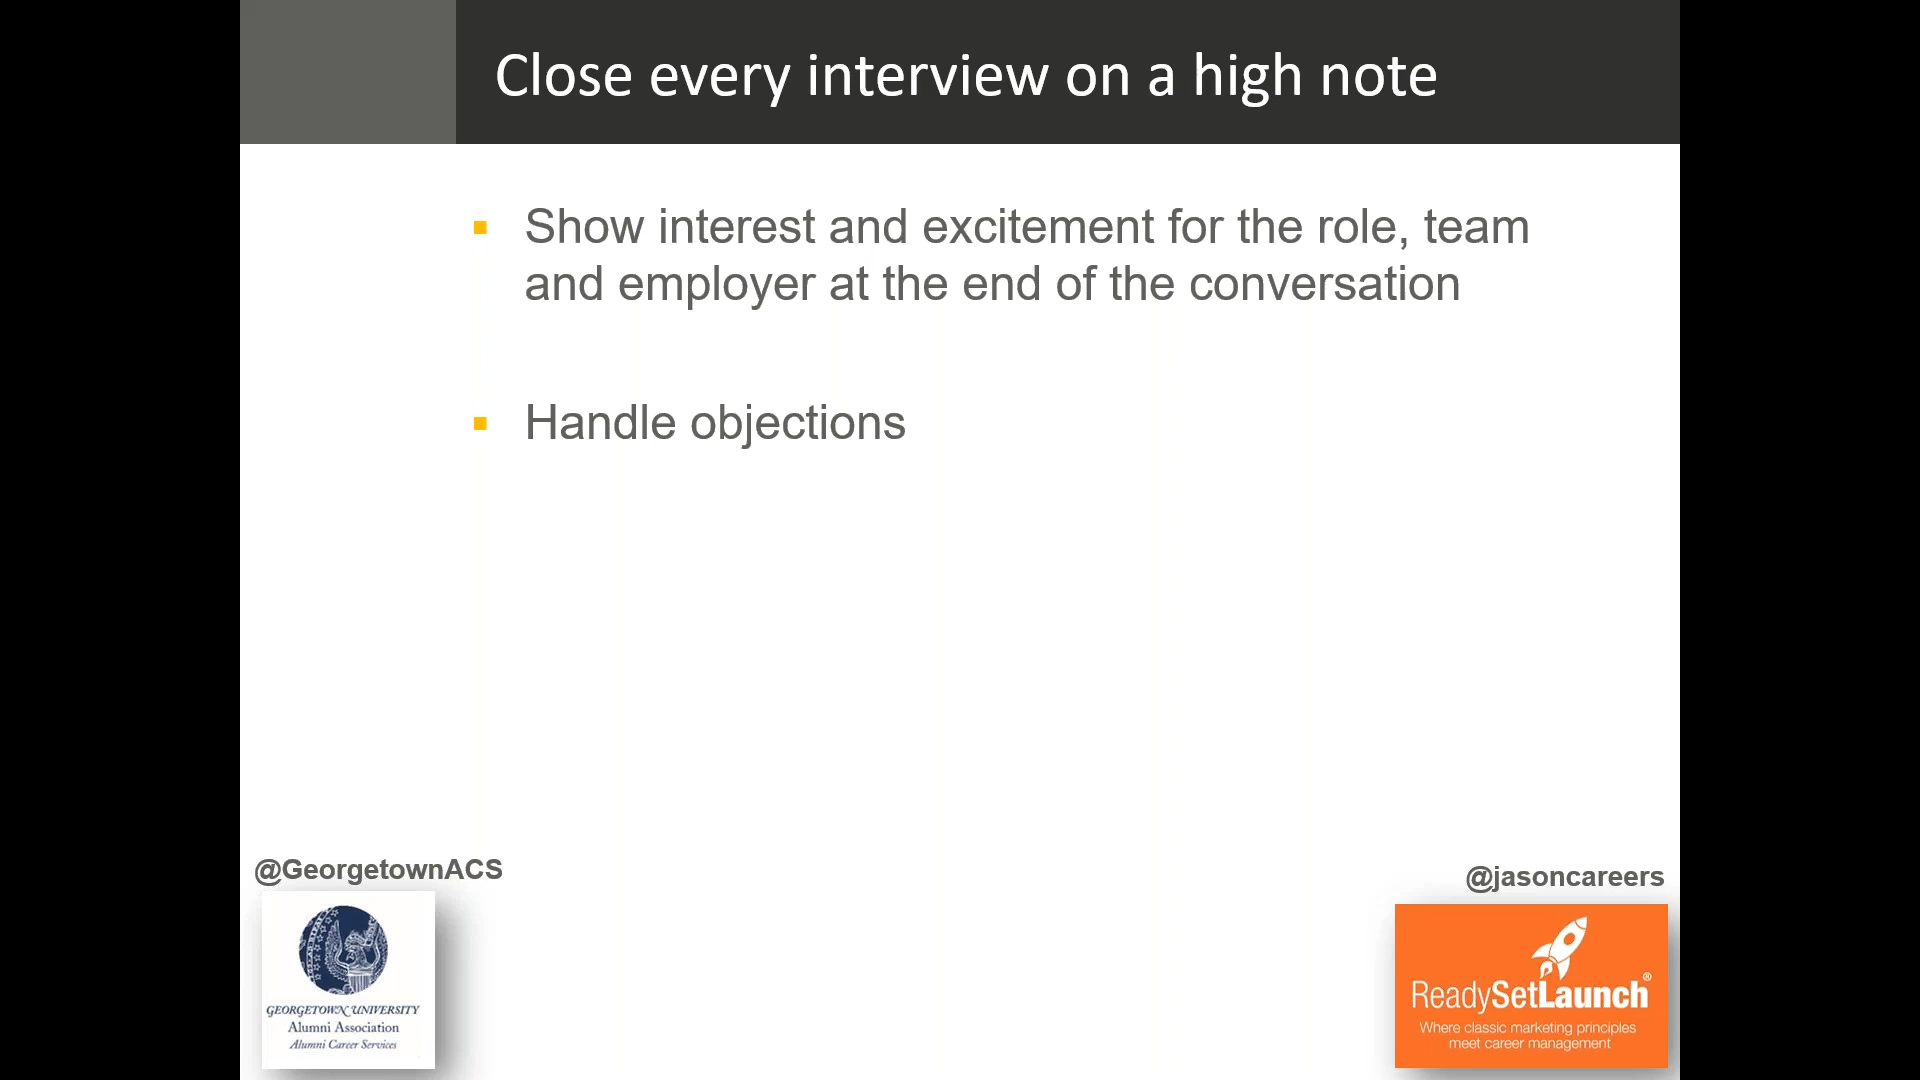 Close every interview on a high note
Show interest and excitement for the role, team
and employer at the end of the conversation
Handle objections
@GeorgetownACS
GEORGETOWN UNIVERSITY
Alumni Association
Alumni Career Services
@jasoncareers
ReadySetLaunch®
Where classic marketing principles
meet career management